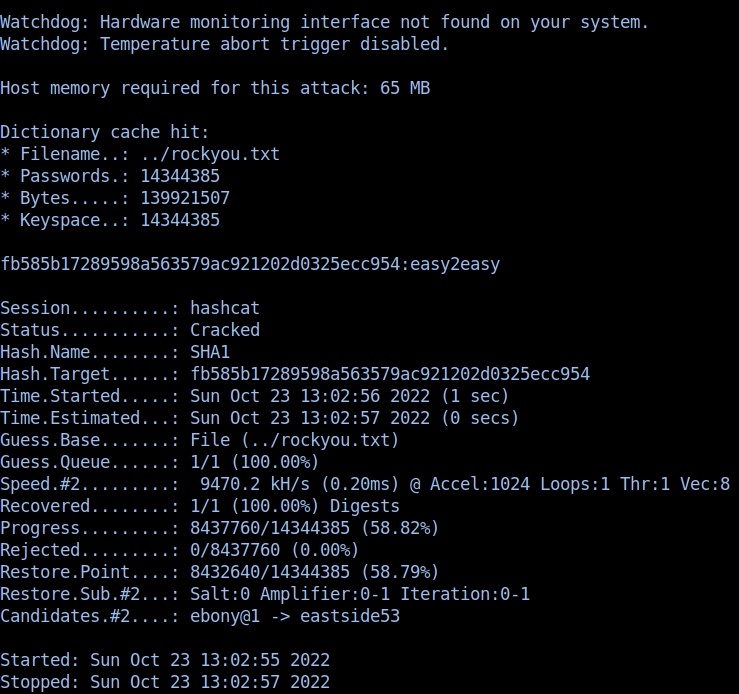 Watchdog: Hardware monitoring interface not found on your system.
Watchdog: Temperature abort trigger disabled.

Host memory required for this attack: 65 MB

Dictionary cache hit:
* Filename..: ../rockyou.txt
* Passwords.: 14344385
* Bytes.....: 139921507
* Keyspace..: 14344385

fb585b17289598a563579ac921202d0325ecc954:easy2easy

Session..........: hashcat
Status...........: Cracked
Hash.Name........: SHA1
Hash.Target......: fb585b17289598a563579ac921202d0325ecc954
Time.Started.....: Sun Oct 23 13:02:56 2022 (1 sec)
Time.Estimated...: Sun Oct 23 13:02:57 2022 (0 secs)
Guess.Base.......: File (../rockyou.txt)
Guess.Queue......: 1/1 (100.00%)
Speed.#2.........:  9470.2 kH/s (0.20ms) @ Accel:1024 Loops:1 Thr:1 Vec:8
Recovered........: 1/1 (100.00%) Digests
Progress.........: 8437760/14344385 (58.82%)
Rejected.........: 0/8437760 (0.00%)
Restore.Point....: 8432640/14344385 (58.79%)
Restore.Sub.#2...: Salt:0 Amplifier:0-1 Iteration:0-1
Candidates.#2....: ebony@1 -> eastside53

Started: Sun Oct 23 13:02:55 2022
Stopped: Sun Oct 23 13:02:57 2022